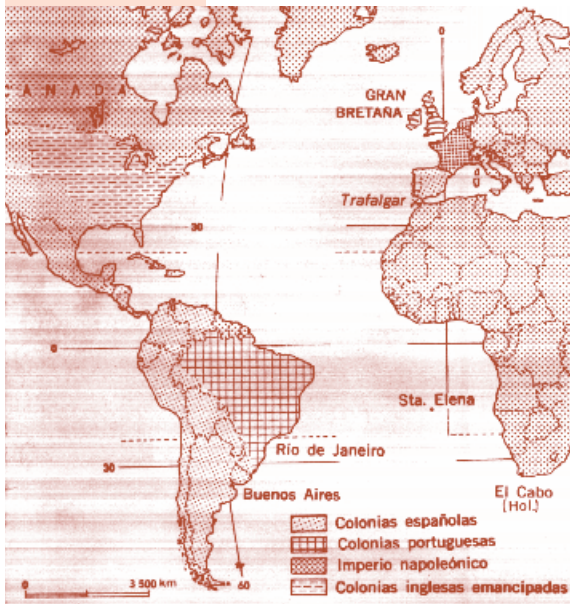 0
CANADA
GRAN
BRETAÑA
Trafalgar
30
0
Sta. Elena
Río de Janeiro
30
Buenos Aires
El Cabo
(Hol.)
Colonias españolas
Colonias portuguesas
Imperio napoleónico
Colonias inglesas emancipadas
0
3 500 km
60